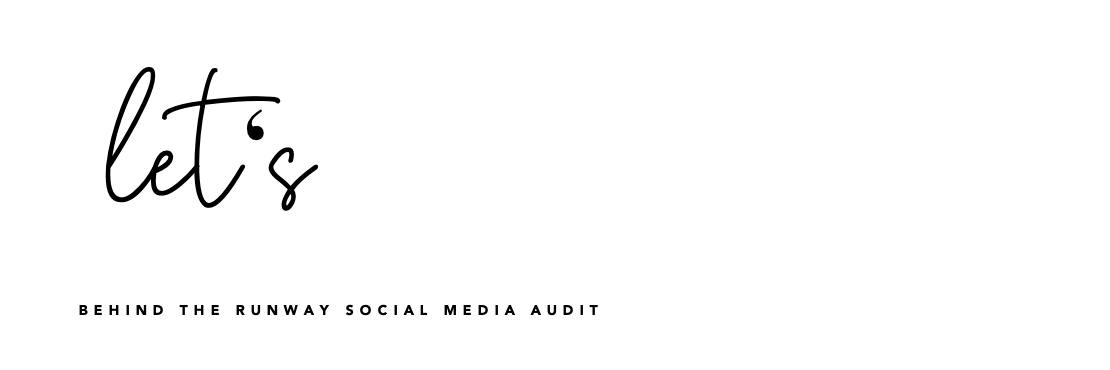 let‘s
BEHIND THE RUNWAY SOCIAL MEDIA AUDIT